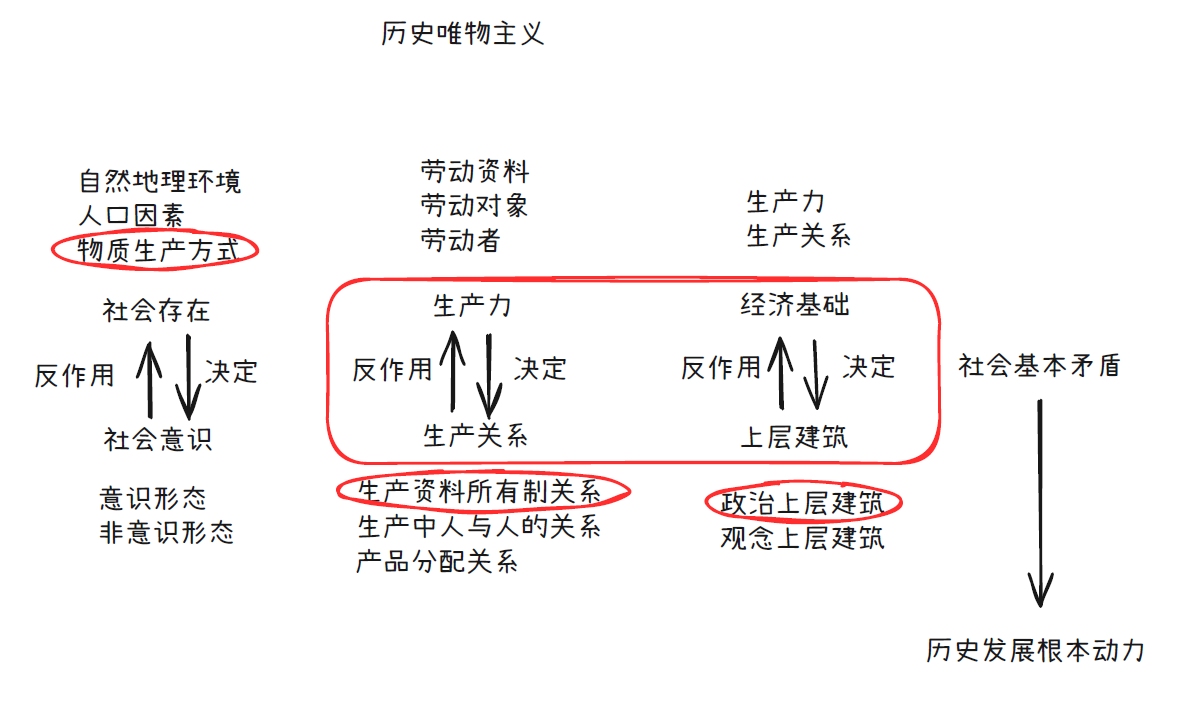 历史唯物主义
自然地理环境
人口因素
物质生产方式
社会存在
反作用
决定
社会意识
意识形态
非意识形态
劳动资料
劳动对象
劳动者
生产力
反作用
决定
生产关系
生产资料所有制关系
生产中人与人的关系
产品分配关系
生产力
生产关系
经济基础
反作用
决定
上层建筑
政治上层建筑
观念上层建筑
社会基本矛盾
历史发展根本动力